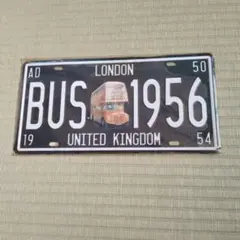 AD LONDON 50
BUS 1956
19 UNITED KINGDOM 54